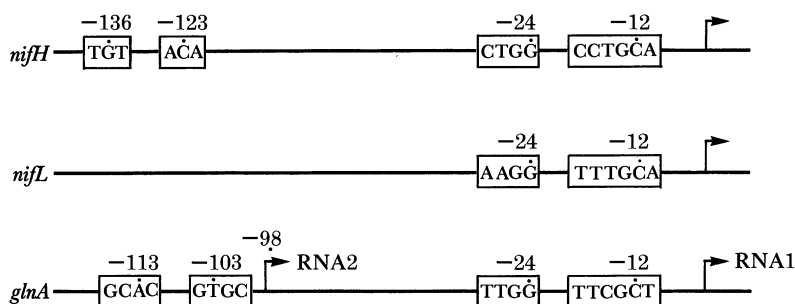 −136 −123 −24 −12
nifH TGT ACA CTGG CCTGCA
−24 −12
nifL AAGG TTTGCA
−98
−113 −103 RNA2 −24 −12 RNA1
glnA GCAC GTGC TTGG TTCGCT